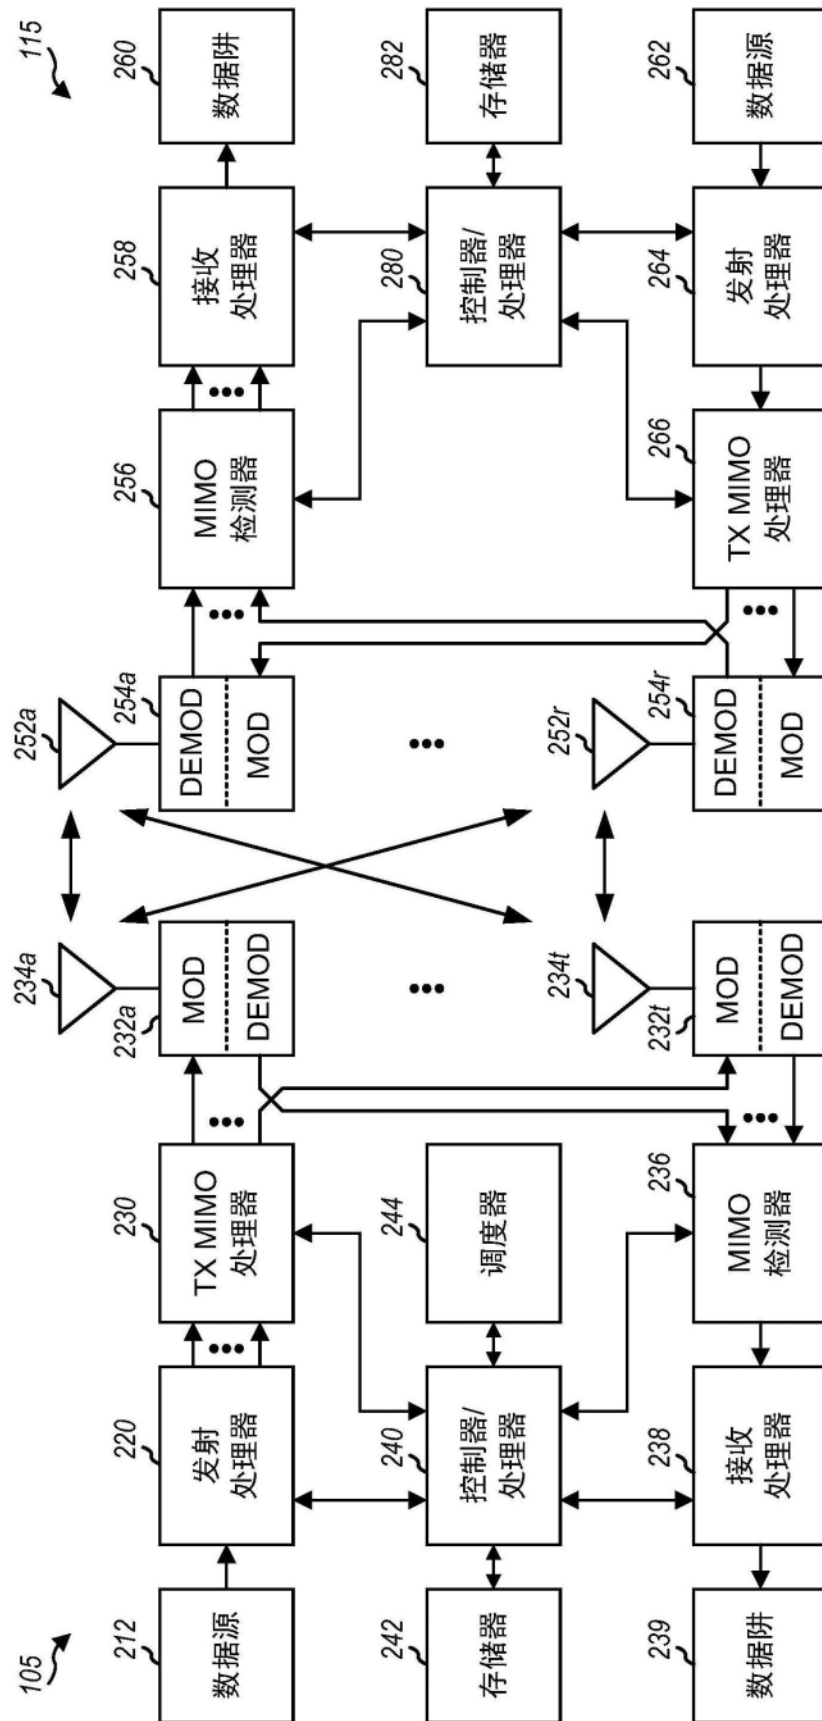 105
115
212
数据源
220
发射
处理器
230
TX MIMO
处理器
232a
MOD
DEMOD
234a
252a
254a
DEMOD
MOD
256
MIMO
检测器
258
接收
处理器
260
数据阱
242
存储器
240
控制器/
处理器
244
调度器
280
控制器/
处理器
282
存储器
239
数据阱
238
接收
处理器
236
MIMO
检测器
232t
MOD
DEMOD
234t
252r
254r
DEMOD
MOD
266
TX MIMO
处理器
264
发射
处理器
262
数据源